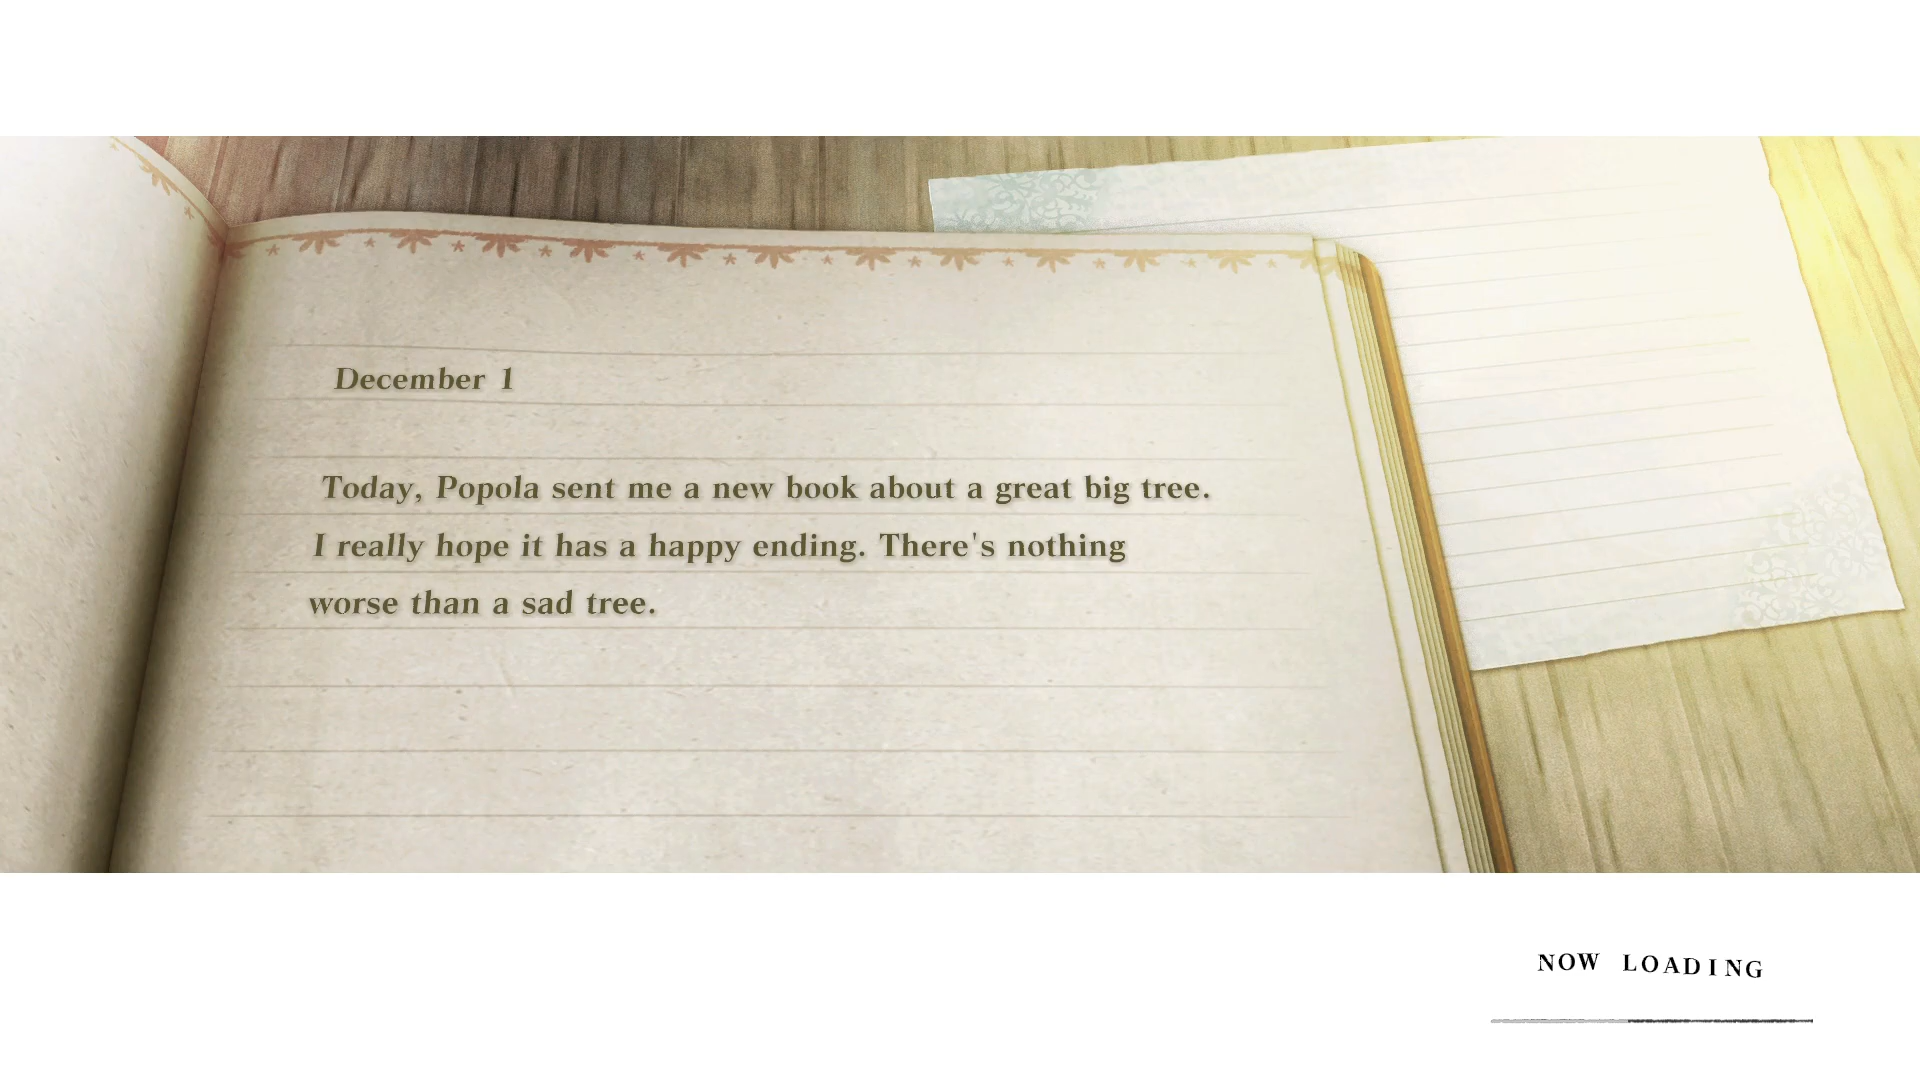 December 1
Today, Popola sent me a new book about a great big tree.
I really hope it has a happy ending. There's nothing
worse than a sad tree.
NOW LOADING